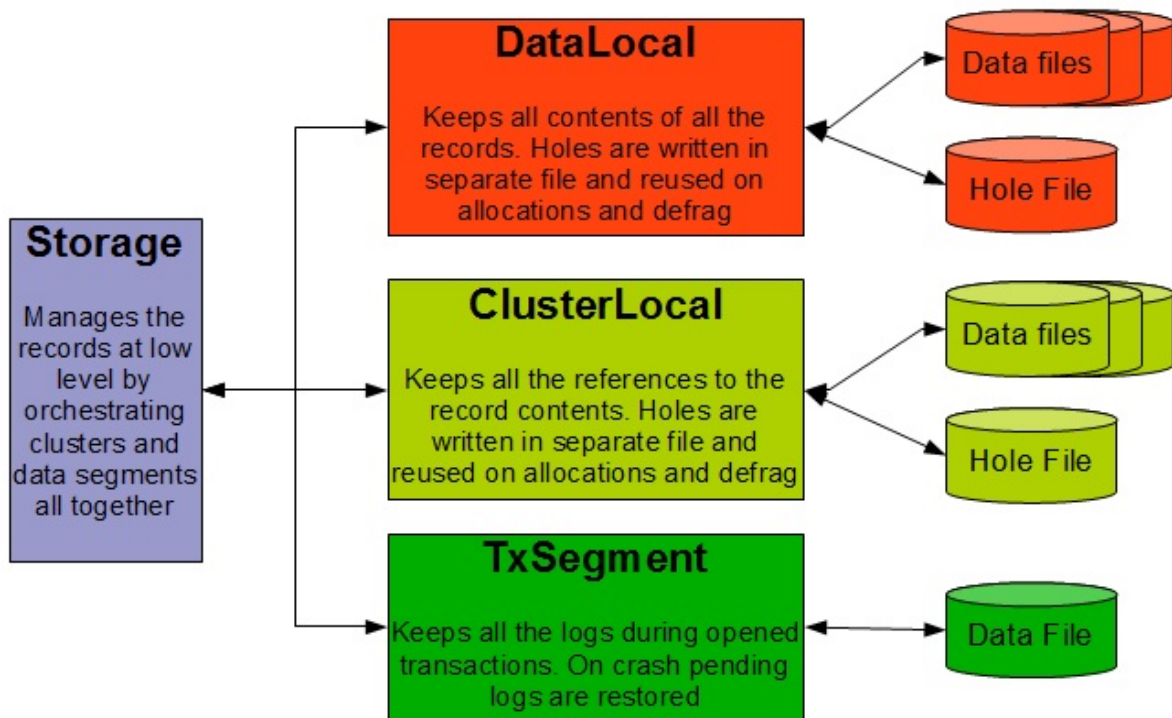 Storage
Manages the
records at low
level by
orchestrating
clusters and
data segments
all together
DataLocal
Keeps all contents of all the
records. Holes are written in
separate file and reused on
allocations and defrag
Data files
Hole File
ClusterLocal
Keeps all the references to the
record contents. Holes are
written in separate file and
reused on allocations and defrag
Data files
Hole File
TxSegment
Keeps all the logs during opened
transactions. On crash pending
logs are restored
Data File